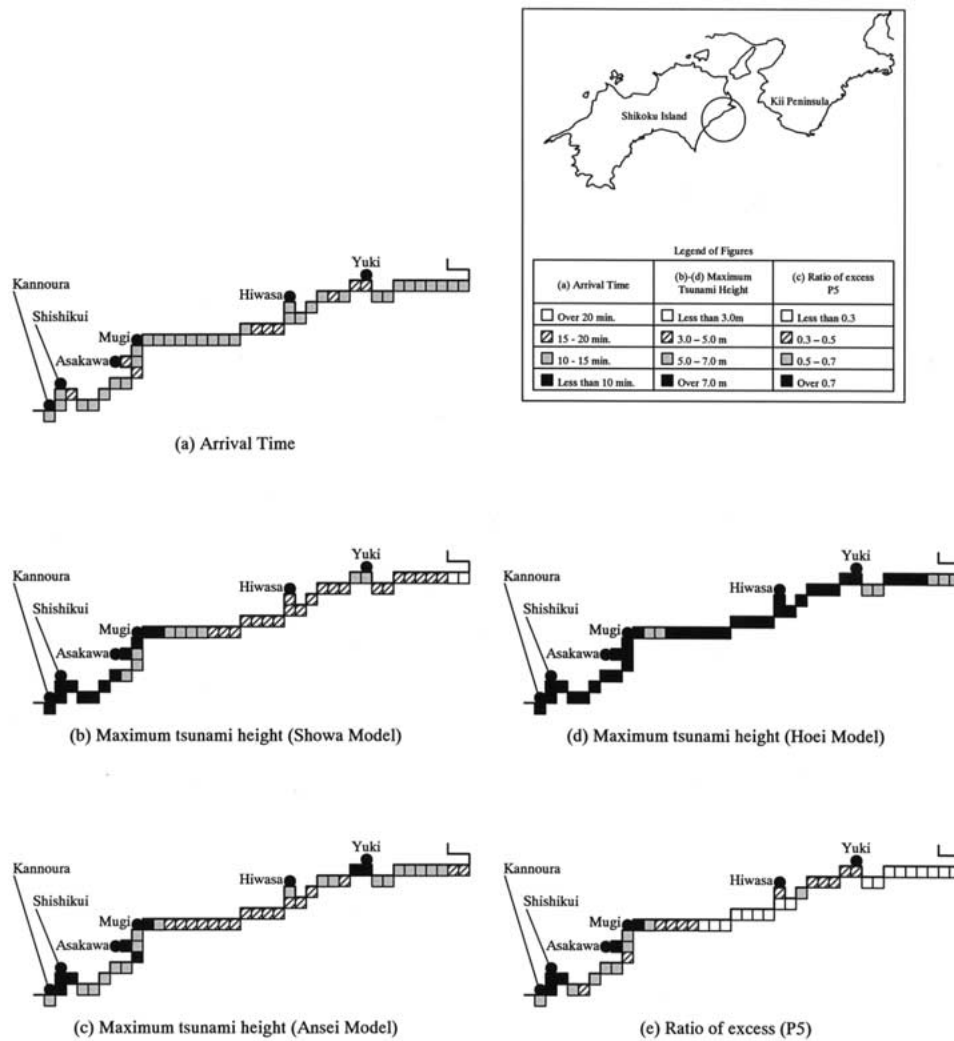 Shikoku Island
Kii Peninsula
Legend of Figures
(a) Arrival Time
(b)-(d) Maximum Tsunami Height
(c) Ratio of excess P5
Over 20 min.
Less than 3.0m
Less than 0.3
15 - 20 min.
3.0 – 5.0 m
0.3 – 0.5
10 - 15 min.
5.0 – 7.0 m
0.5 – 0.7
Less than 10 min.
Over 7.0 m
Over 0.7
Kannoura
Shishikui
Asakawa
Mugi
Hiwasa
Yuki
(a) Arrival Time
Kannoura
Shishikui
Asakawa
Mugi
Hiwasa
Yuki
(b) Maximum tsunami height (Showa Model)
Kannoura
Shishikui
Asakawa
Mugi
Hiwasa
Yuki
(d) Maximum tsunami height (Hoei Model)
Kannoura
Shishikui
Asakawa
Mugi
Hiwasa
Yuki
(c) Maximum tsunami height (Ansei Model)
Kannoura
Shishikui
Asakawa
Mugi
Hiwasa
Yuki
(e) Ratio of excess (P5)